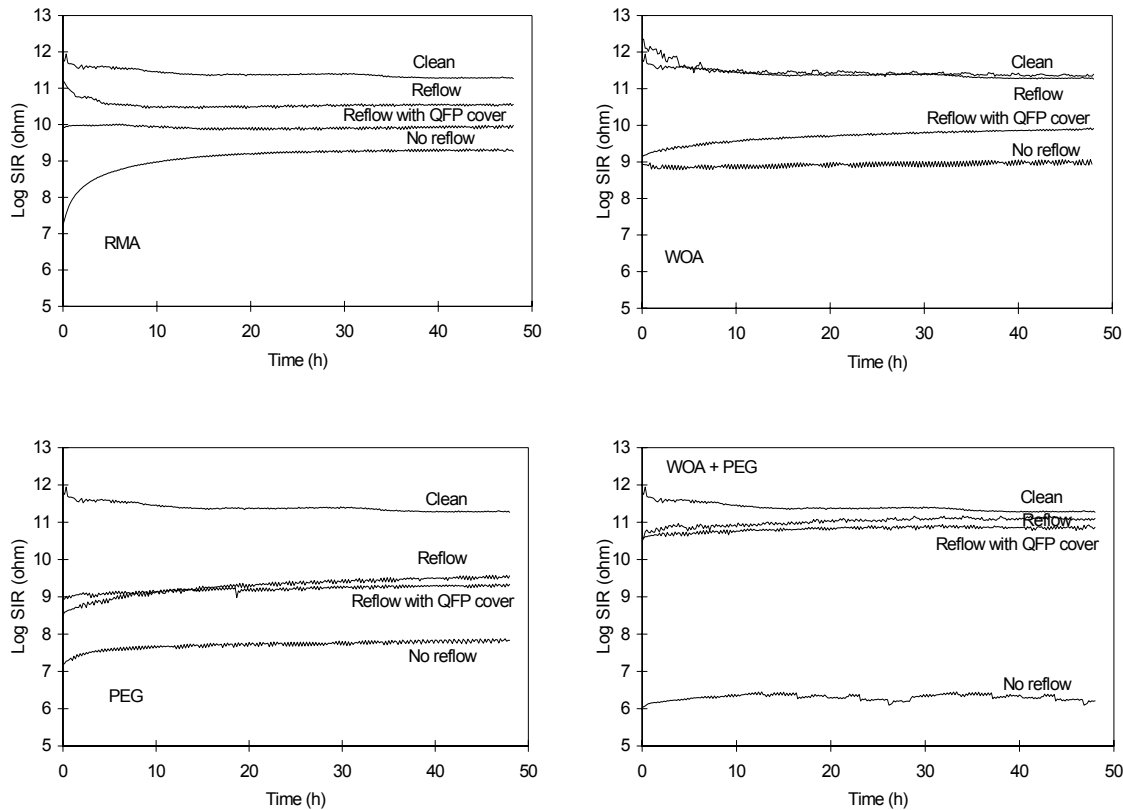 13
12
11
10
9
8
7
6
5
Log SIR (ohm)
Clean
Reflow
Reflow with QFP cover
No reflow
RMA
0 10 20 30 40 50
Time (h)
13
12
11
10
9
8
7
6
5
Log SIR (ohm)
Clean
Reflow
Reflow with QFP cover
No reflow
WOA
0 10 20 30 40 50
Time (h)
13
12
11
10
9
8
7
6
5
Log SIR (ohm)
Clean
Reflow
Reflow with QFP cover
No reflow
PEG
0 10 20 30 40 50
Time (h)
13
12
11
10
9
8
7
6
5
Log SIR (ohm)
WOA + PEG
Clean
Reflow
Reflow with QFP cover
No reflow
0 10 20 30 40 50
Time (h)